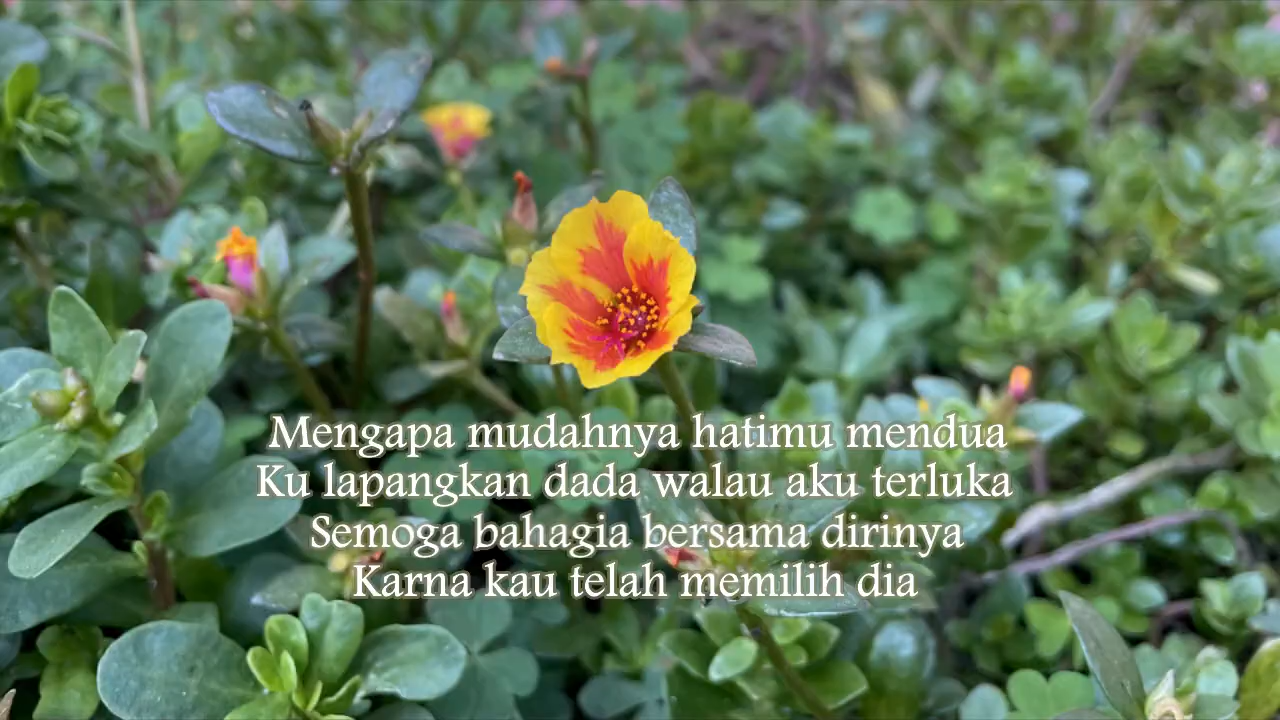 Mengapa mudahnya hatimu mendua
Ku lapangkan dada walau aku terluka
Semoga bahagia bersama dirinya
Karna kau telah memilih dia